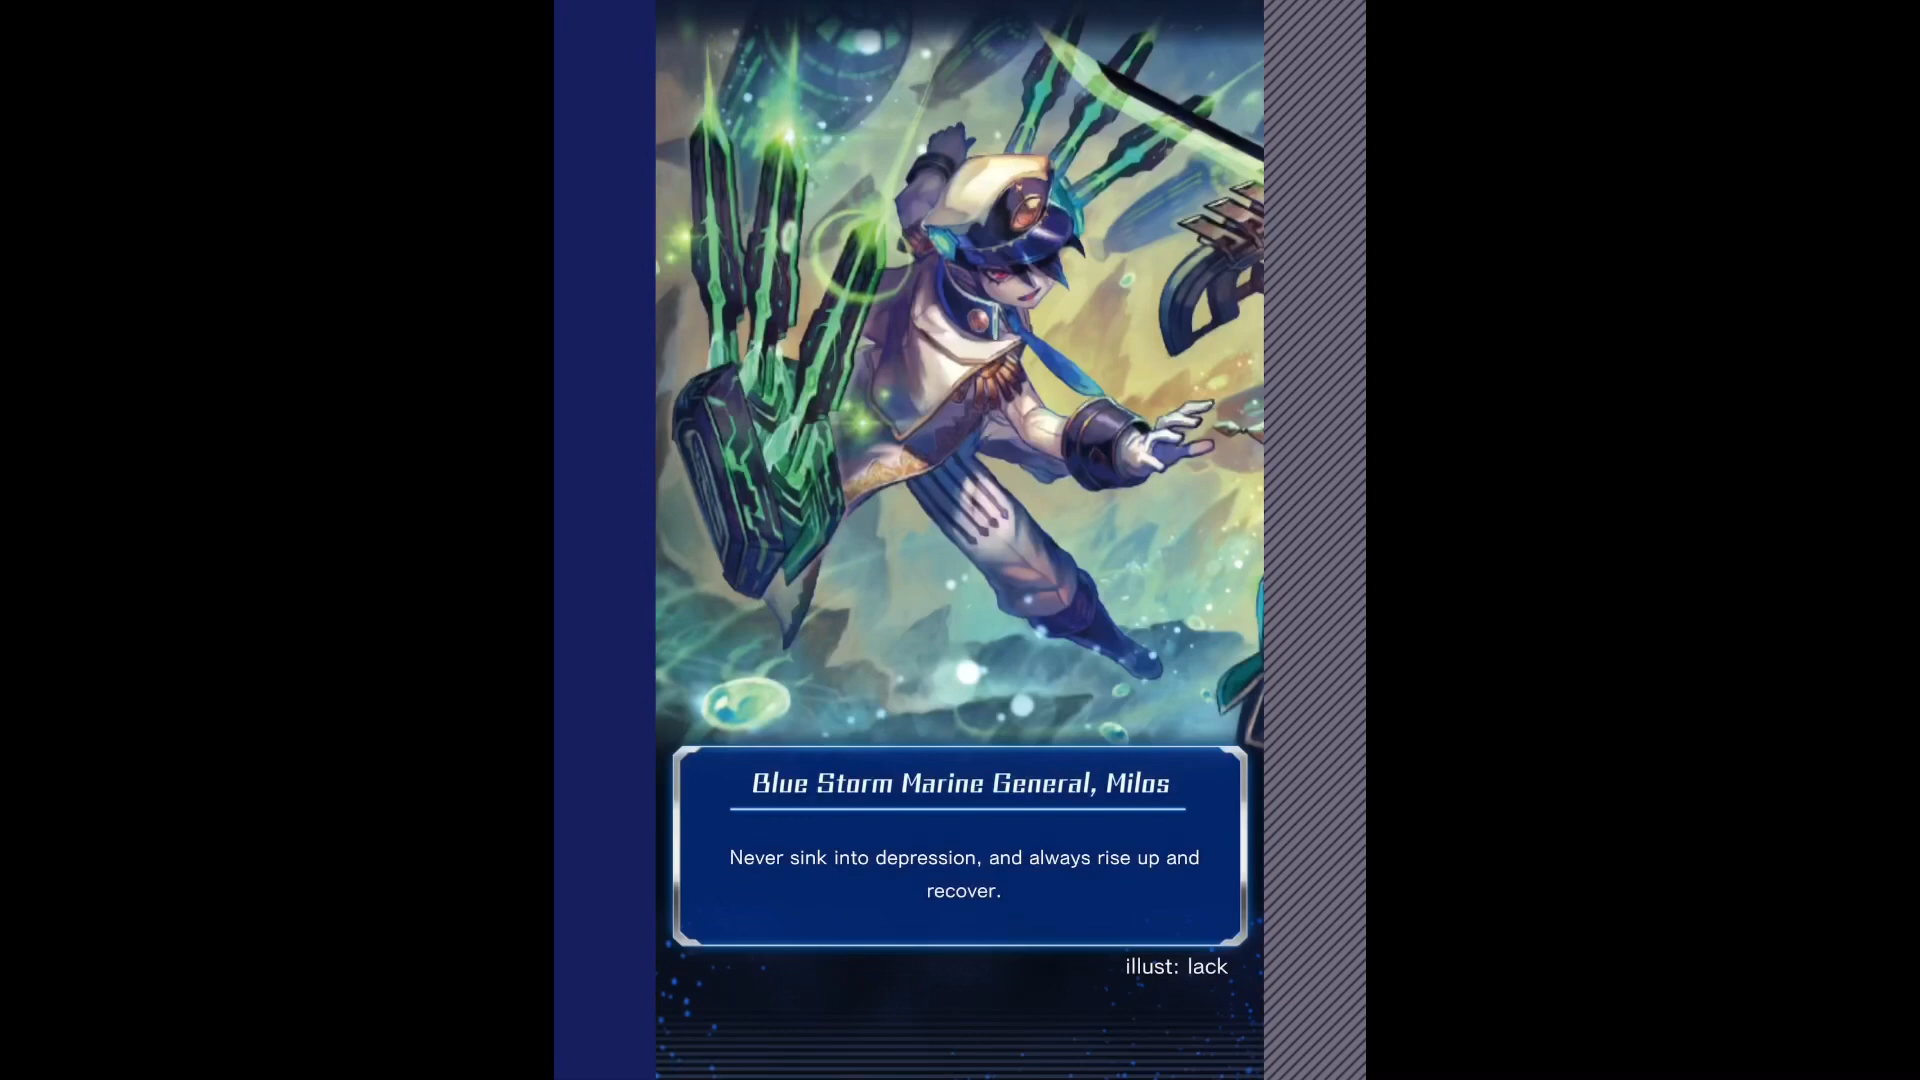 Blue Storm Marine General, Milos
Never sink into depression, and always rise up and
recover.
illust: lack